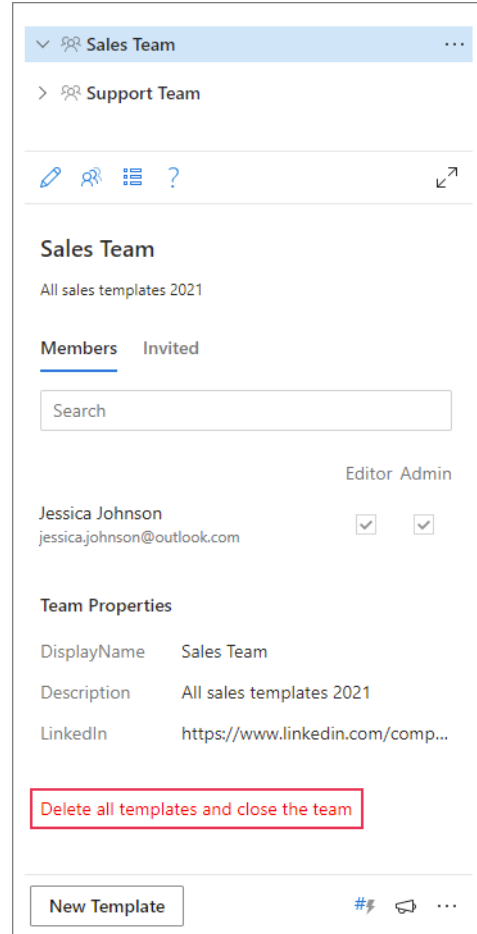 Sales Team
Support Team
?
Sales Team
All sales templates 2021
Members Invited
Search
Editor Admin
Jessica Johnson
jessica.johnson@outlook.com
Team Properties
DisplayName Sales Team
Description All sales templates 2021
LinkedIn https://www.linkedin.com/comp...
Delete all templates and close the team
New Template #